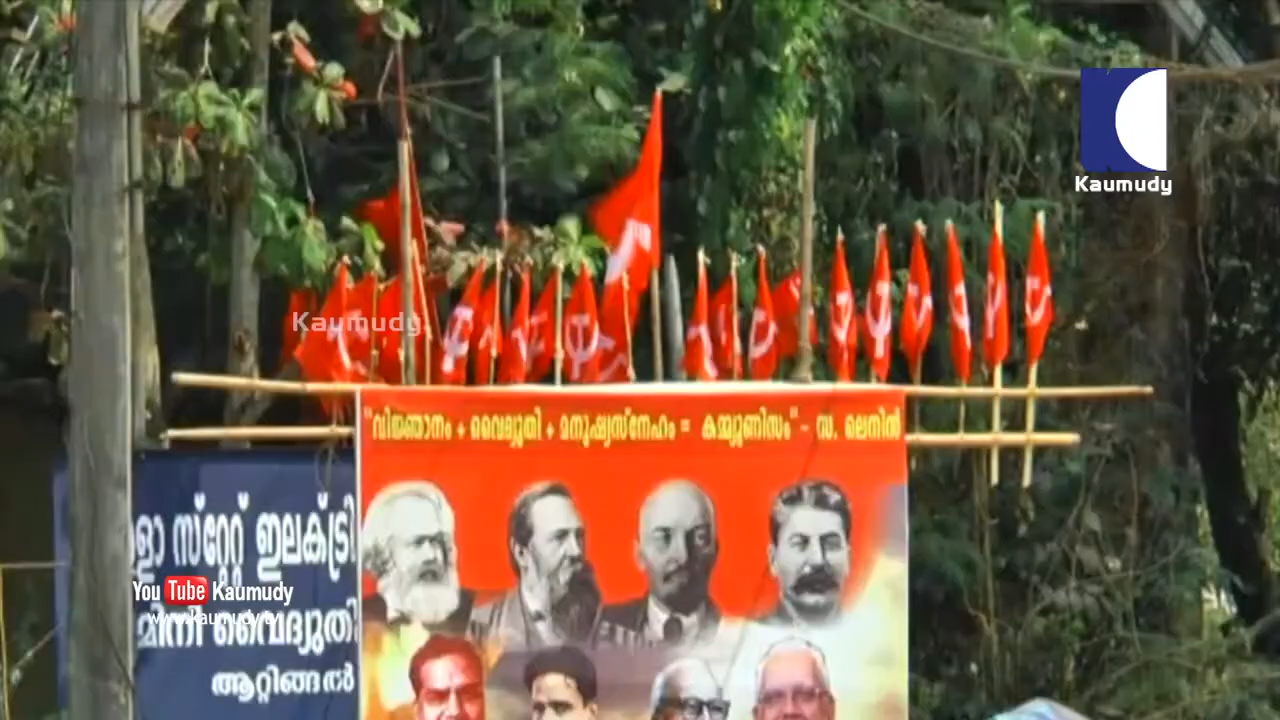 Kaumudy
Kaumudy
"വിജ്ഞാനം + വൈദ്യുതി + മനുഷ്യസ്നേഹം = കമ്മ്യൂണിസം" - സ. ലെനിൻ
ളാ സ്റ്റേറ്റ് ഇലക്ട്രി
You Tube Kaumudy
www.kaumudy.tv
മിനി വൈദ്യുതി
ആറ്റിങ്ങൽ